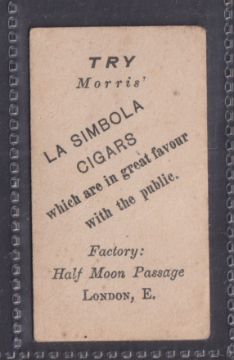 TRY
Morris'
LA SIMBOLA
CIGARS
which are in great favour
with the public.
Factory:
Half Moon Passage
LONDON, E.